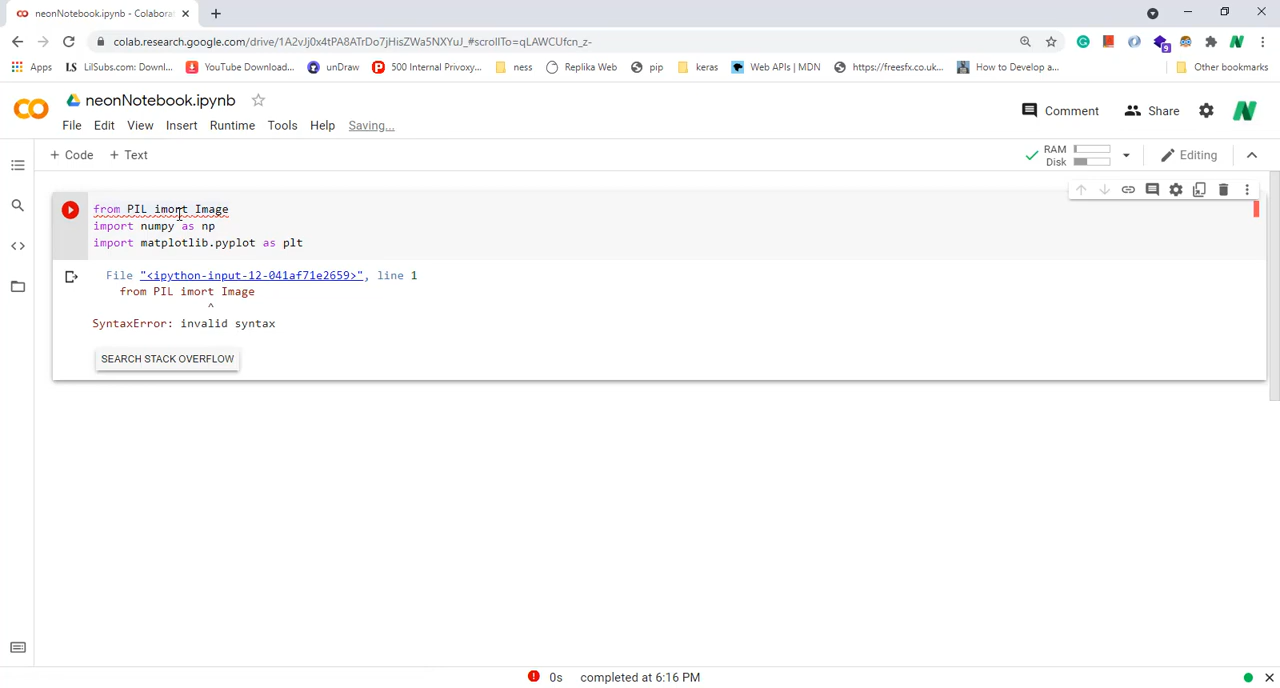 neonNotebook.ipynb - Colabora
colab.research.google.com/drive/1A2vJj0x4tPA8ATrDo7jHisZWa5NXYuJ_#scrollTo=qLAWCUfcn_z-
9
Apps LilSubs.com: Downl... YouTube Download... unDraw 500 Internal Privoxy... ness Replika Web pip keras Web APIs | MDN https://freesfx.co.uk... How to Develop a... Other bookmarks
neonNotebook.ipynb
Comment Share
File Edit View Insert Runtime Tools Help Saving...
+ Code + Text RAM Disk Editing
from PIL imort Image
import numpy as np
import matplotlib.pyplot as plt
File "<ipython-input-12-041af71e2659>", line 1
from PIL imort Image
^
SyntaxError: invalid syntax
SEARCH STACK OVERFLOW
0s completed at 6:16 PM